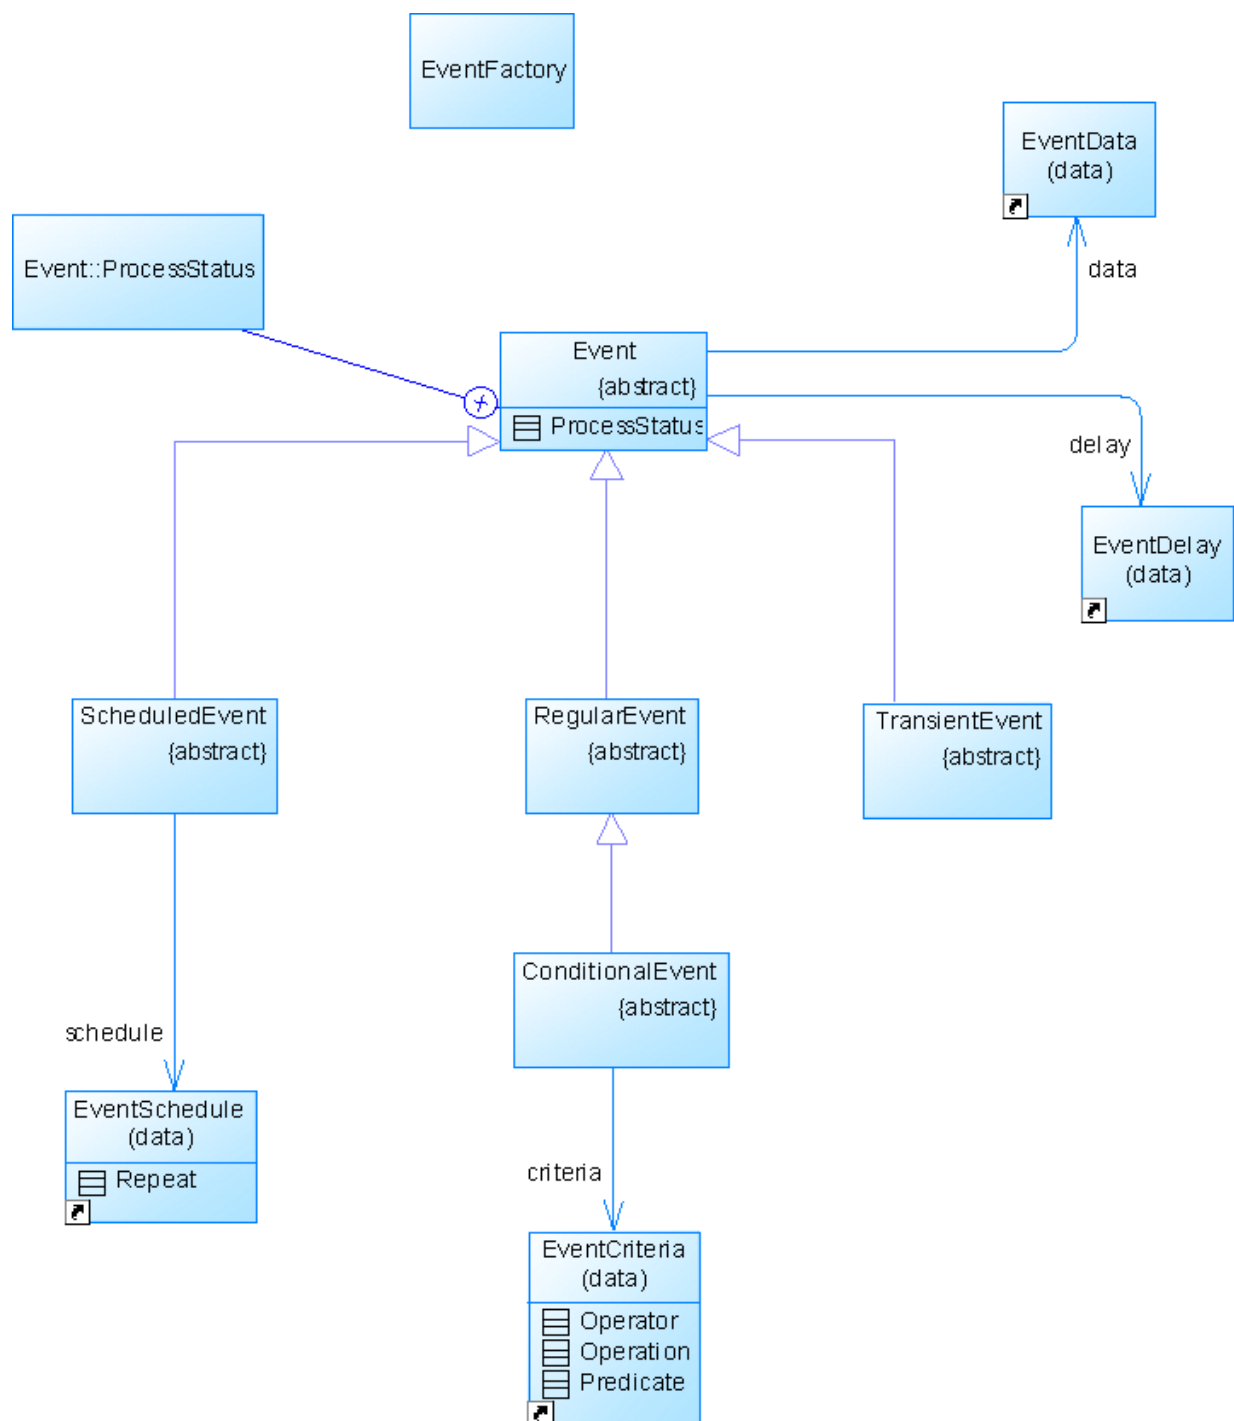 EventFactory
EventData
(data)
Event::ProcessStatus
data
Event
{abstract}
ProcessStatus
delay
EventDelay
(data)
ScheduledEvent
{abstract}
RegularEvent
{abstract}
TransientEvent
{abstract}
ConditionalEvent
{abstract}
schedule
EventSchedule
(data)
Repeat
criteria
EventCriteria
(data)
Operator
Operation
Predicate